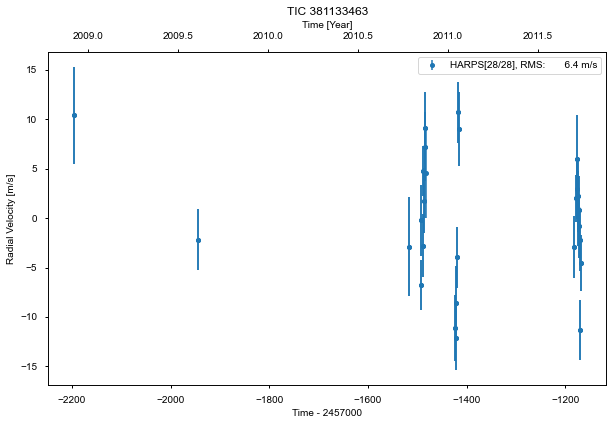 TIC 381133463
Time [Year]
2009.0 2009.5 2010.0 2010.5 2011.0 2011.5
HARPS[28/28], RMS: 6.4 m/s
Radial Velocity [m/s]
15
10
5
0
−5
−10
−15
−2200 −2000 −1800 −1600 −1400 −1200
Time - 2457000